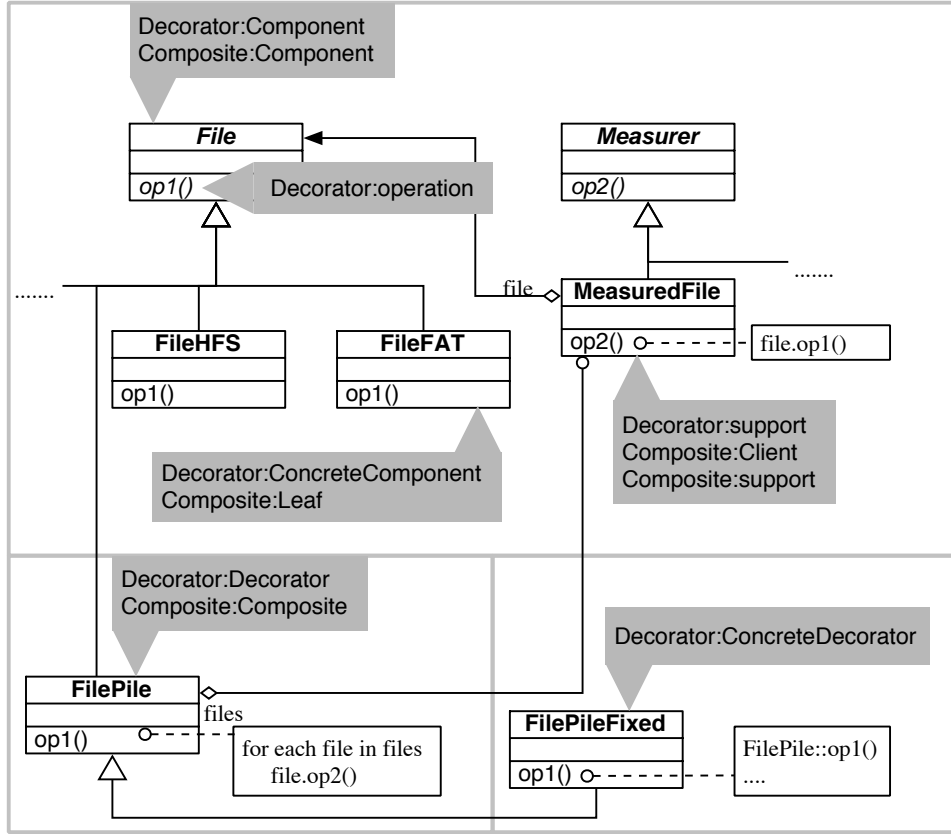 Decorator:Component
Composite:Component
File
op1()
Decorator:operation
Measurer
op2()
.......
.......
file
MeasuredFile
op2()
file.op1()
FileHFS
op1()
FileFAT
op1()
Decorator:support
Composite:Client
Composite:support
Decorator:ConcreteComponent
Composite:Leaf
Decorator:Decorator
Composite:Composite
Decorator:ConcreteDecorator
FilePile
files
op1()
for each file in files
file.op2()
FilePileFixed
op1()
FilePile::op1()
....